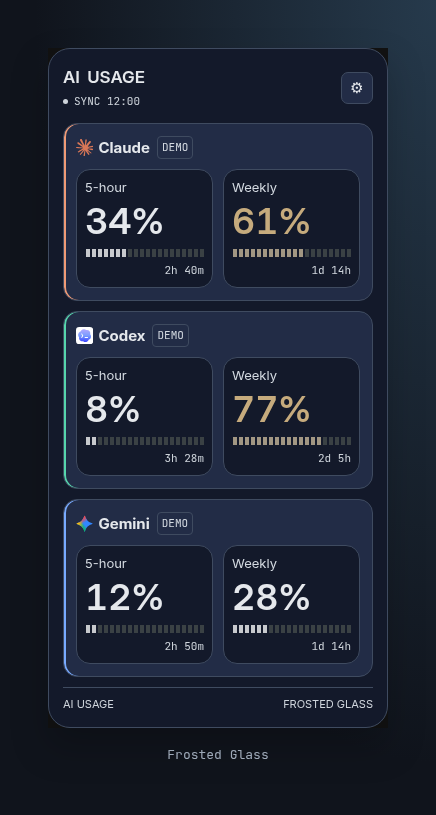 AI USAGE
SYNC 12:00
Claude DEMO
5-hour Weekly
34% 61%
2h 40m 1d 14h
Codex DEMO
5-hour Weekly
8% 77%
3h 28m 2d 5h
Gemini DEMO
5-hour Weekly
12% 28%
2h 50m 1d 14h
AI USAGE FROSTED GLASS
Frosted Glass